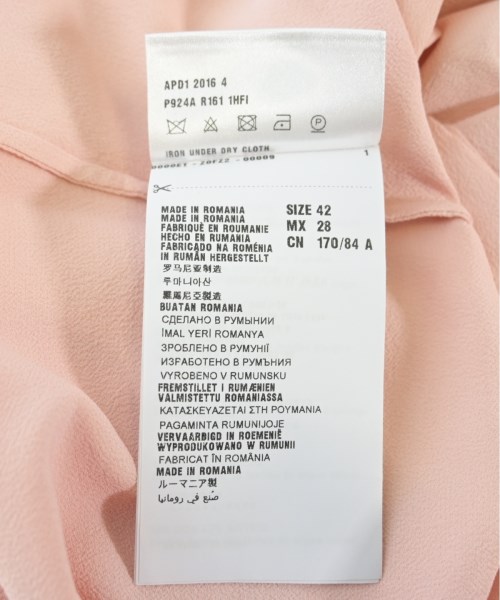 APD1 2016 4
P924A R161 1HFI
IRON UNDER DRY CLOTH
1
MADE IN ROMANIA
MADE IN ROMANIA
FABRIQUÉ EN ROUMANIE
HECHO EN RUMANIA
FABRICADO NA ROMÉNIA
IN RUMÄN HERGESTELLT
罗马尼亚制造
루마니아산
羅馬尼亞製造
BUATAN ROMANIA
СДЕЛАНО В РУМЫНИИ
İMAL YERİ ROMANYA
ЗРОБЛЕНО В РУМУНІЇ
ИЗРАБОТЕНО В РУМЪНИЯ
VYROBENO V RUMUNSKU
FREMSTILLET I RUMÆNIEN
VALMISTETTU ROMANIASSA
ΚΑΤΑΣΚΕΥΑΖΕΤΑΙ ΣΤΗ ΡΟΥΜΑΝΙΑ
PAGAMINTA RUMUNIJOJE
VERVAARDIGD IN ROEMENIË
WYPRODUKOWANO W RUMUNII
FABRICAT ÎN ROMÂNIA
MADE IN ROMANIA
ルーマニア製
صُنع في رومانيا
SIZE 42
MX 28
CN 170/84 A